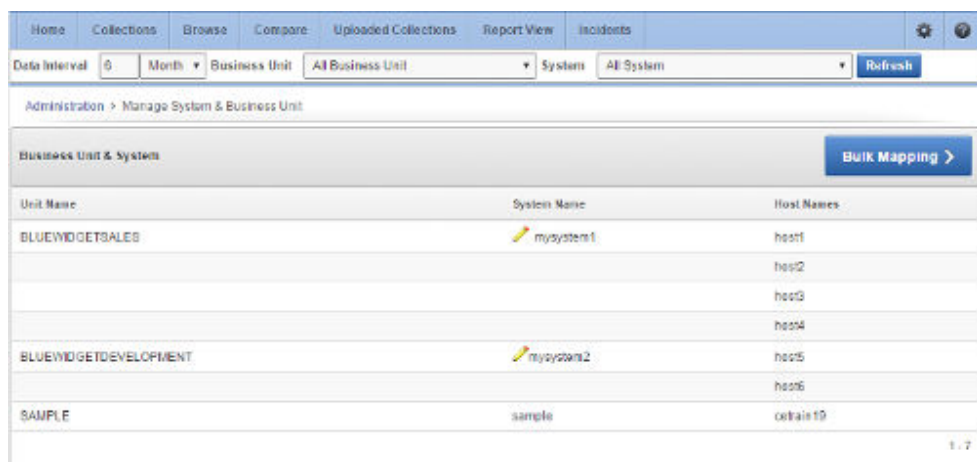 Home Collections Browse Compare Uploaded Collections Report View Incidents
Data Interval 6 Month Business Unit All Business Unit System All System Refresh
Administration > Manage System & Business Unit
Business Unit & System Bulk Mapping >
Unit Name System Name Host Names
BLUEWIDGETSALES mysystem1 host1
host2
host3
host4
BLUEWIDGETDEVELOPMENT mysystem2 host5
host6
SAMPLE sample cetrain19
1 - 7